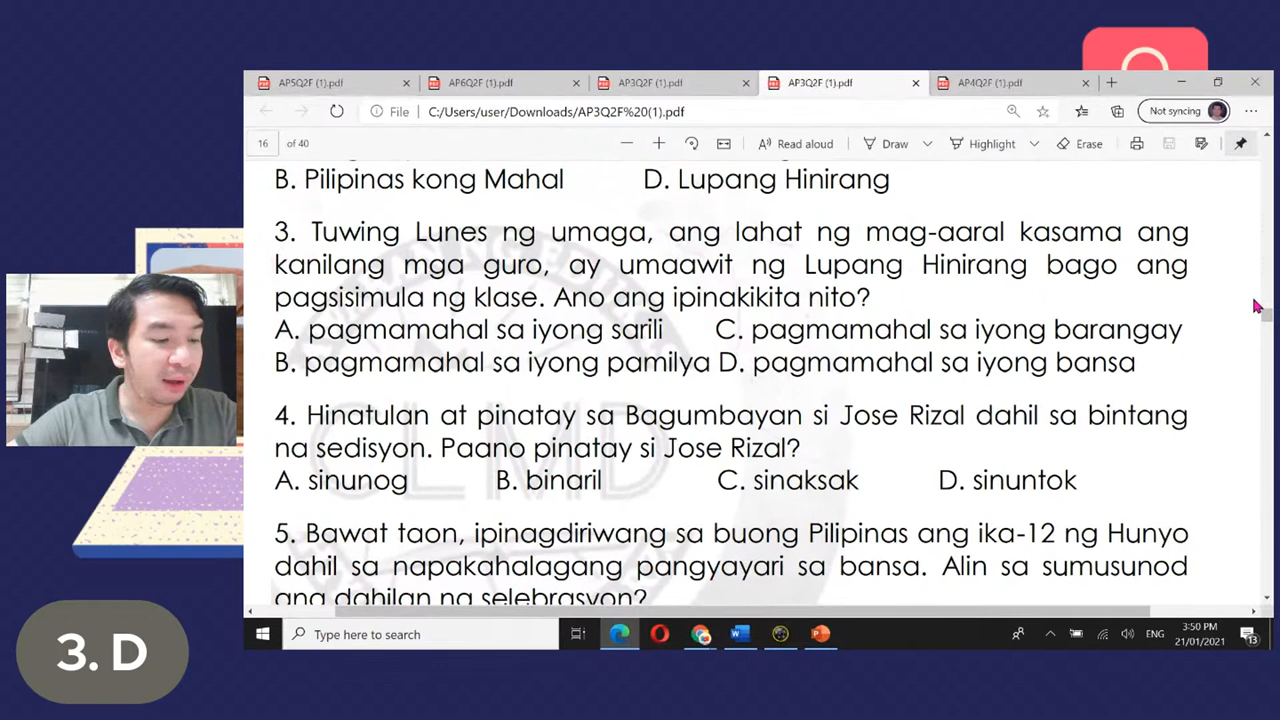 AP5Q2F (1).pdf
AP6Q2F (1).pdf
AP3Q2F (1).pdf
AP3Q2F (1).pdf
AP4Q2F (1).pdf
File C:/Users/user/Downloads/AP3Q2F%20(1).pdf
Not syncing
16 of 40
Read aloud
Draw
Highlight
Erase
B. Pilipinas kong Mahal D. Lupang Hinirang
3. Tuwing Lunes ng umaga, ang lahat ng mag-aaral kasama ang
kanilang mga guro, ay umaawit ng Lupang Hinirang bago ang
pagsisimula ng klase. Ano ang ipinakikita nito?
A. pagmamahal sa iyong sarili C. pagmamahal sa iyong barangay
B. pagmamahal sa iyong pamilya D. pagmamahal sa iyong bansa
4. Hinatulan at pinatay sa Bagumbayan si Jose Rizal dahil sa bintang
na sedisyon. Paano pinatay si Jose Rizal?
A. sinunog B. binaril C. sinaksak D. sinuntok
5. Bawat taon, ipinagdiriwang sa buong Pilipinas ang ika-12 ng Hunyo
dahil sa napakahalagang pangyayari sa bansa. Alin sa sumusunod
ang dahilan ng selebrasyon?
CLMD
Type here to search
ENG
3:50 PM
21/01/2021
13
3. D